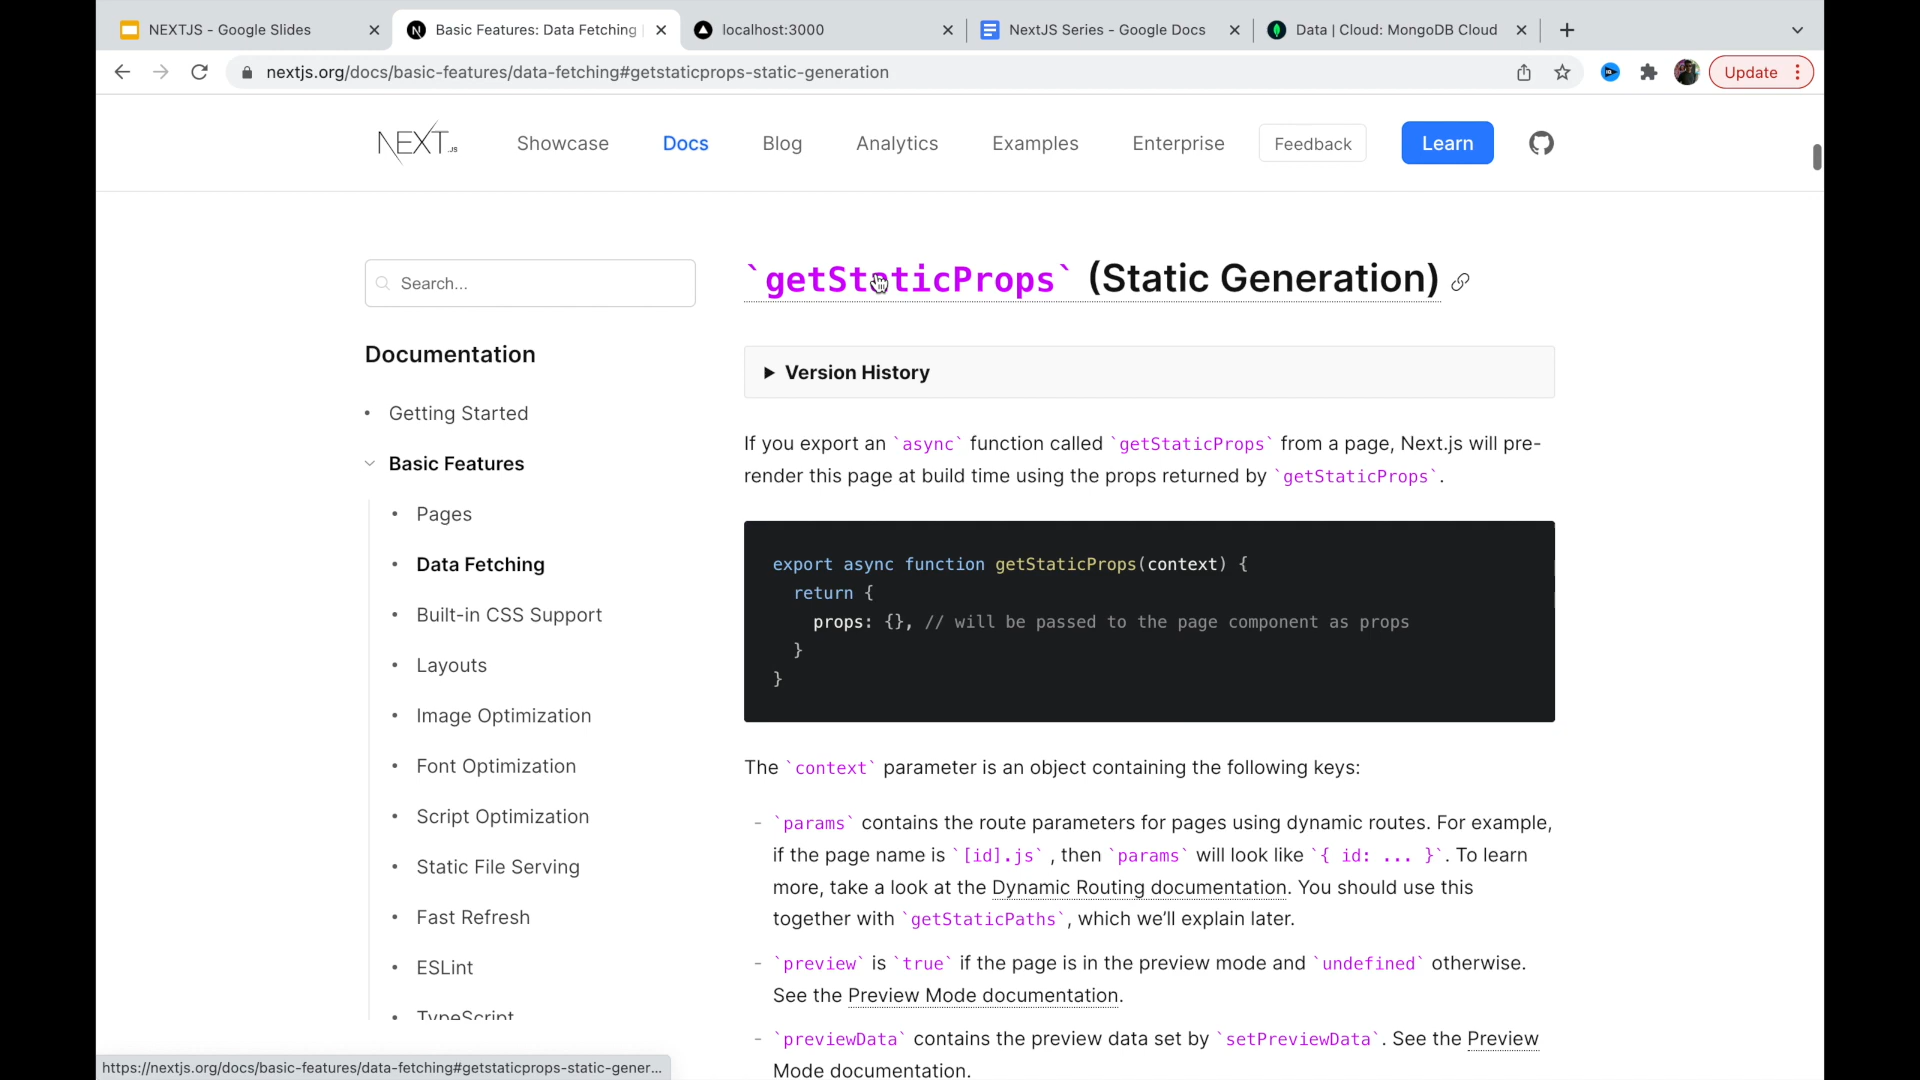 NEXTJS - Google Slides
Basic Features: Data Fetching
localhost:3000
NextJS Series - Google Docs
Data | Cloud: MongoDB Cloud
nextjs.org/docs/basic-features/data-fetching#getstaticprops-static-generation
Update
NEXT.JS
Showcase
Docs
Blog
Analytics
Examples
Enterprise
Feedback
Learn
Search...
Documentation
• Getting Started
Basic Features
• Pages
• Data Fetching
• Built-in CSS Support
• Layouts
• Image Optimization
• Font Optimization
• Script Optimization
• Static File Serving
• Fast Refresh
• ESLint
• TypeScript
`getStaticProps` (Static Generation)
▶ Version History
If you export an `async` function called `getStaticProps` from a page, Next.js will pre-
render this page at build time using the props returned by `getStaticProps`.
export async function getStaticProps(context) {
return {
props: {}, // will be passed to the page component as props
}
}
The `context` parameter is an object containing the following keys:
- `params` contains the route parameters for pages using dynamic routes. For example,
if the page name is `[id].js` , then `params` will look like `{ id: ... }`. To learn
more, take a look at the Dynamic Routing documentation. You should use this
together with `getStaticPaths`, which we’ll explain later.
- `preview` is `true` if the page is in the preview mode and `undefined` otherwise.
See the Preview Mode documentation.
- `previewData` contains the preview data set by `setPreviewData`. See the Preview
Mode documentation.
https://nextjs.org/docs/basic-features/data-fetching#getstaticprops-static-gener...